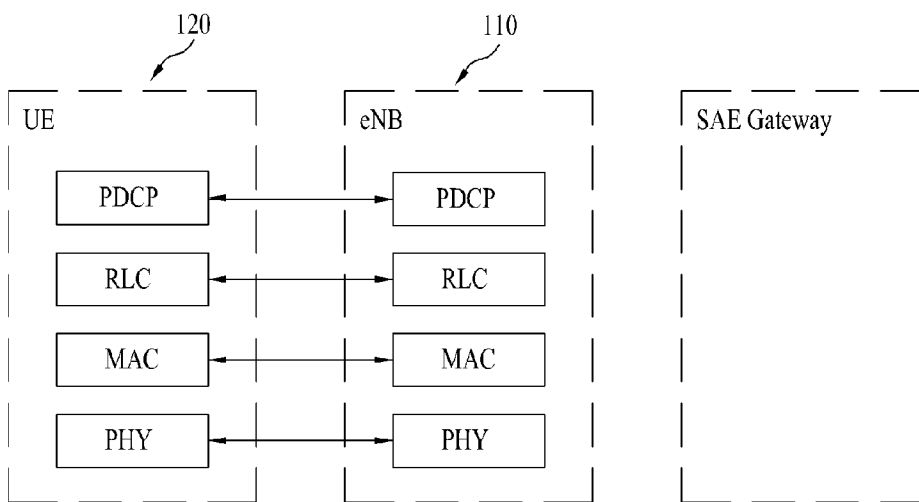 120
110
UE
eNB
SAE Gateway
PDCP
PDCP
RLC
RLC
MAC
MAC
PHY
PHY